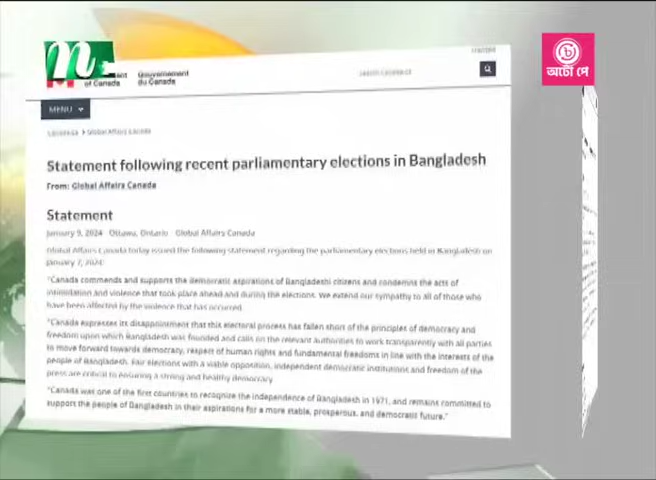 n
of Canada
Gouvernement
du Canada
অটো পে
MENU
Global Affairs Canada
Statement following recent parliamentary elections in Bangladesh
From: Global Affairs Canada
Statement
January 9, 2024 Ottawa, Ontario Global Affairs Canada
Global Affairs Canada today issued the following statement regarding the parliamentary elections held in Bangladesh on
January 7, 2024:
"Canada commends and supports the democratic aspirations of Bangladeshi citizens and condemns the acts of
intimidation and violence that took place ahead and during the elections. We extend our sympathy to all of those who
have been affected by the violence that has occurred.
"Canada expresses its disappointment that this electoral process has fallen short of the principles of democracy and
freedom upon which Bangladesh was founded and calls on the relevant authorities to work transparently with all parties
to move forward towards democracy, respect of human rights and fundamental freedoms in line with the interests of the
people of Bangladesh. Fair elections with a viable opposition, independent democratic institutions and freedom of the
press are critical to ensuring a strong and healthy democracy.
"Canada was one of the first countries to recognize the independence of Bangladesh in 1971, and remains committed to
support the people of Bangladesh in their aspirations for a more stable, prosperous, and democratic future."